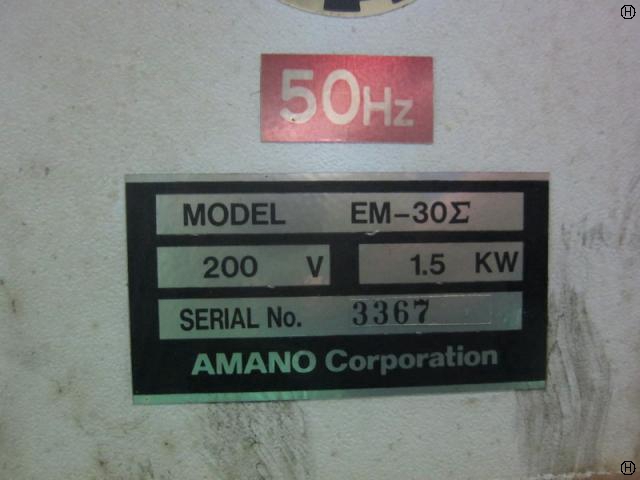 50Hz
MODEL EM-30Σ
200 V 1.5 KW
SERIAL No. 3367
AMANO Corporation
H
H